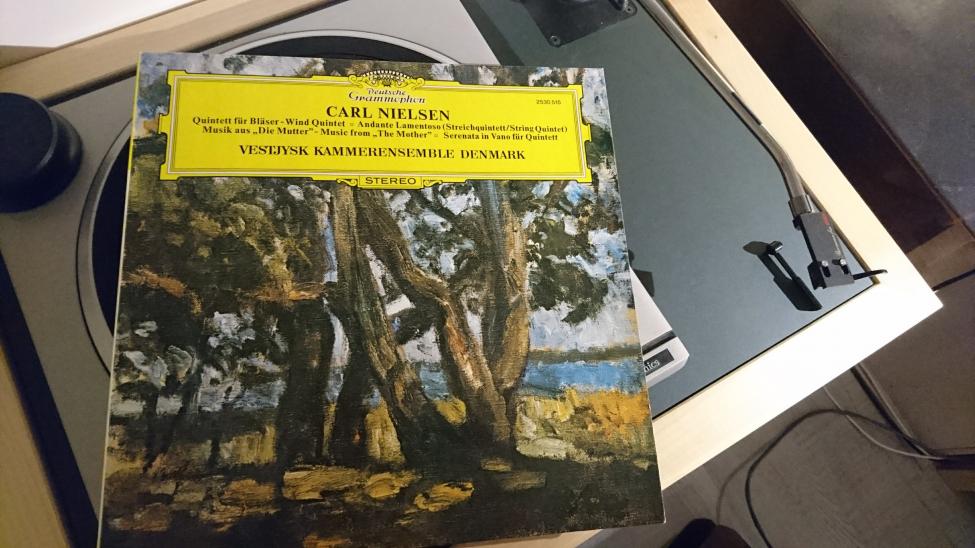 Deutsche
Grammophon
2530 515
CARL NIELSEN
Quintett für Bläser - Wind Quintet = Andante Lamentoso (Streichquintett/String Quintet)
Musik aus „Die Mutter” - Music from „The Mother” = Serenata in Vano für Quintett
VESTJYSK KAMMERENSEMBLE DENMARK
STEREO